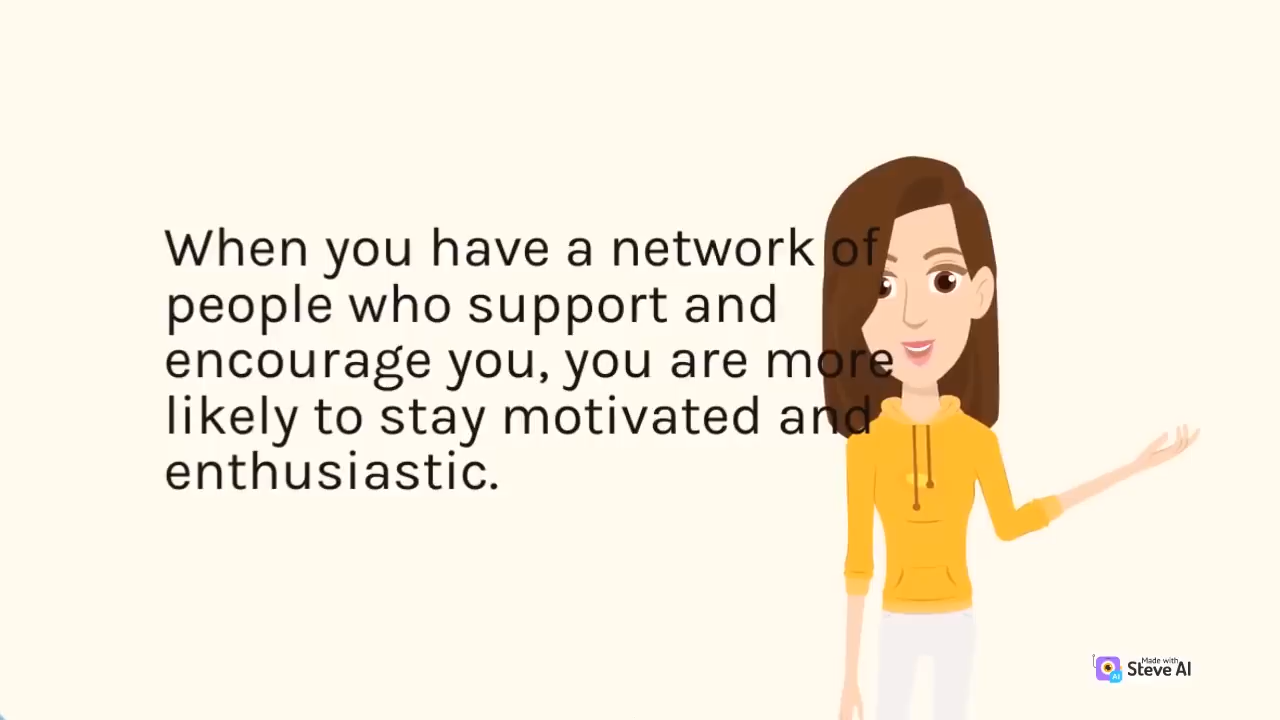 When you have a network of
people who support and
encourage you, you are more
likely to stay motivated and
enthusiastic.
Made with
Steve AI
AI